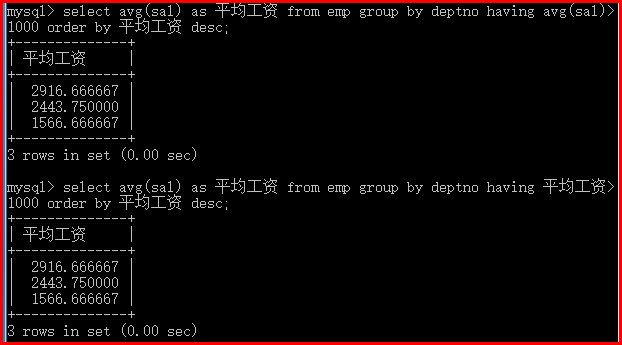 mysql> select avg(sal) as 平均工资 from emp group by deptno having avg(sal)>
1000 order by 平均工资 desc;
+--------------+
| 平均工资     |
+--------------+
|  2916.666667 |
|  2443.750000 |
|  1566.666667 |
+--------------+
3 rows in set (0.00 sec)
mysql> select avg(sal) as 平均工资 from emp group by deptno having 平均工资>
1000 order by 平均工资 desc;
+--------------+
| 平均工资     |
+--------------+
|  2916.666667 |
|  2443.750000 |
|  1566.666667 |
+--------------+
3 rows in set (0.00 sec)